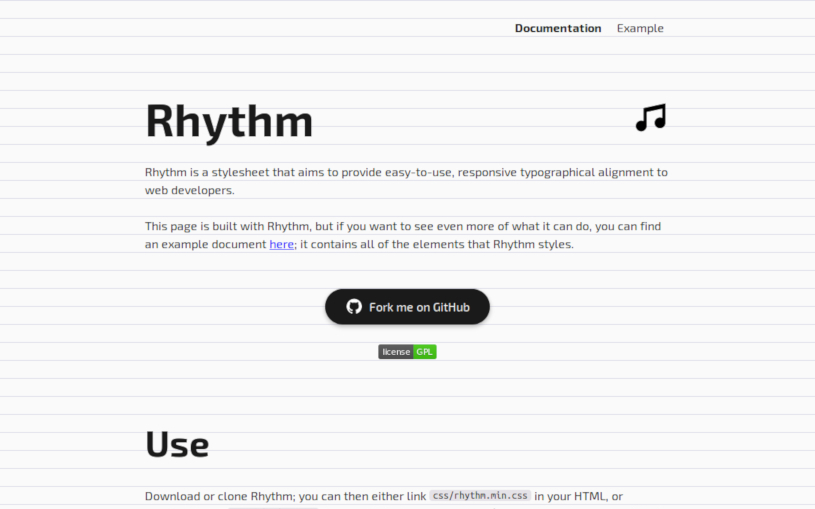 Documentation Example
Rhythm
Rhythm is a stylesheet that aims to provide easy-to-use, responsive typographical alignment to
web developers.
This page is built with Rhythm, but if you want to see even more of what it can do, you can find
an example document here; it contains all of the elements that Rhythm styles.
Fork me on GitHub
license GPL
Use
Download or clone Rhythm; you can then either link css/rhythm.min.css in your HTML, or